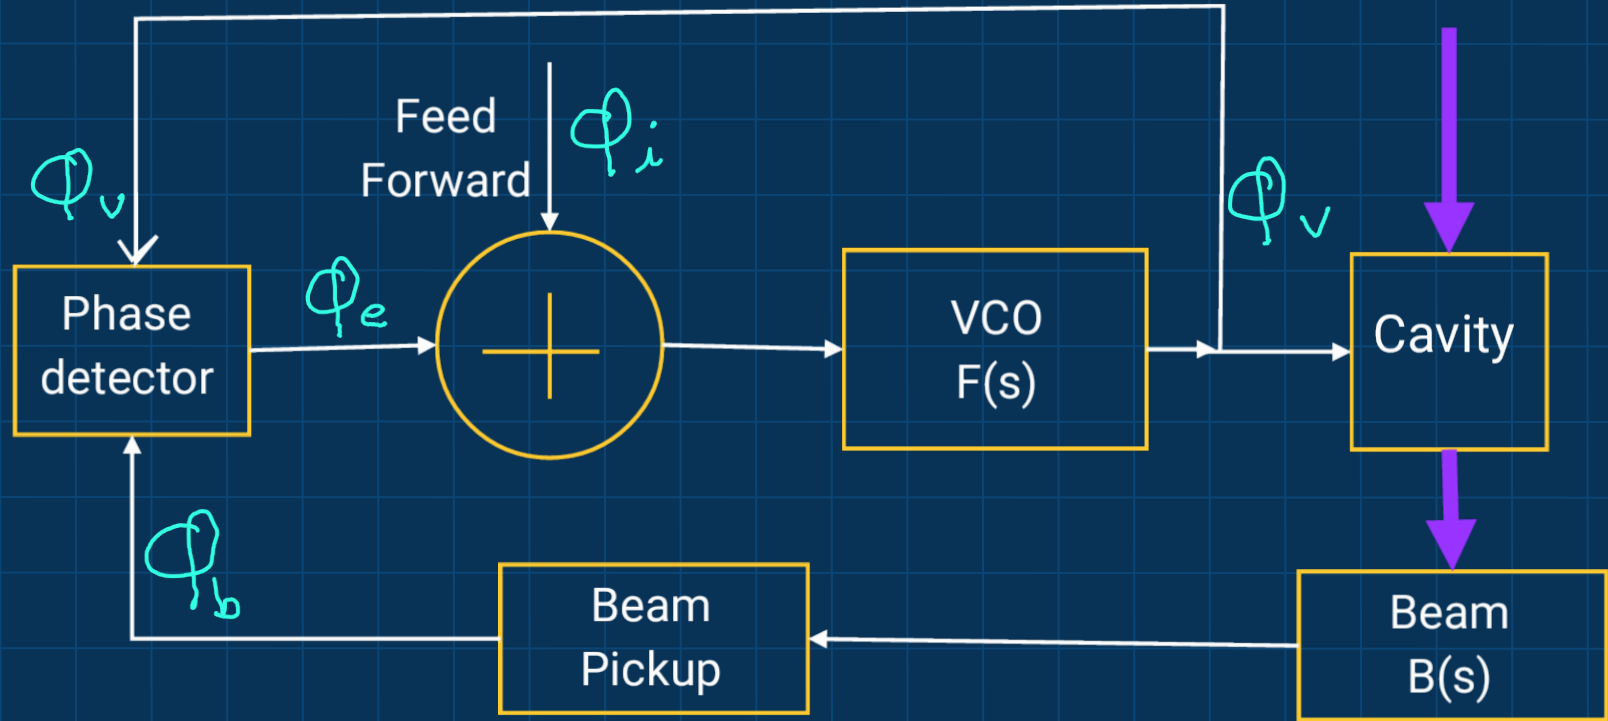 Feed
Forward
Φi
Φv
Φv
Phase
detector
Φe
VCO
F(s)
Cavity
Φb
Beam
Pickup
Beam
B(s)